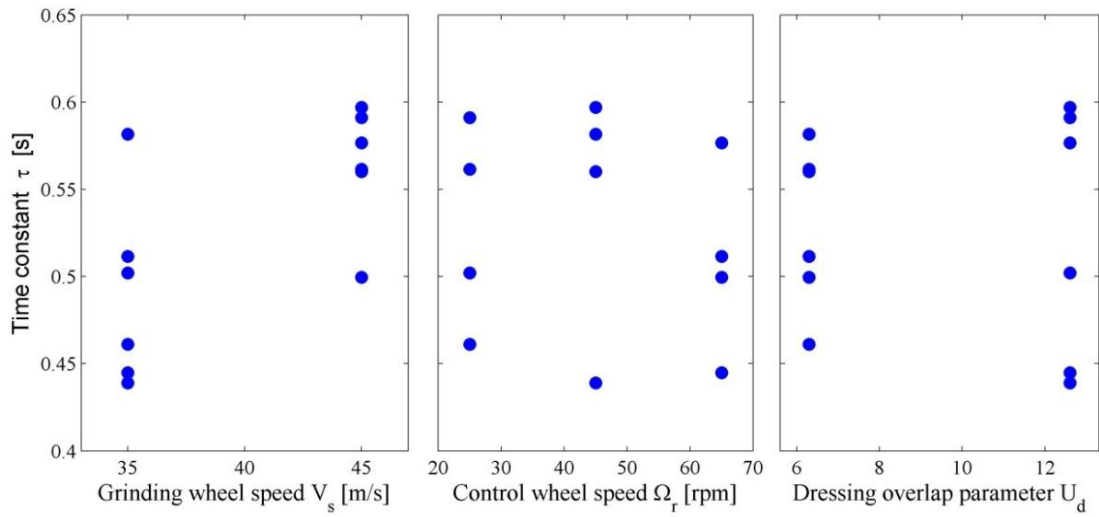 0.65
0.6
0.55
0.5
0.45
0.4
Time constant τ [s]
35 40 45
Grinding wheel speed V_s [m/s]
20 30 40 50 60 70
Control wheel speed Ω_r [rpm]
6 8 10 12
Dressing overlap parameter U_d